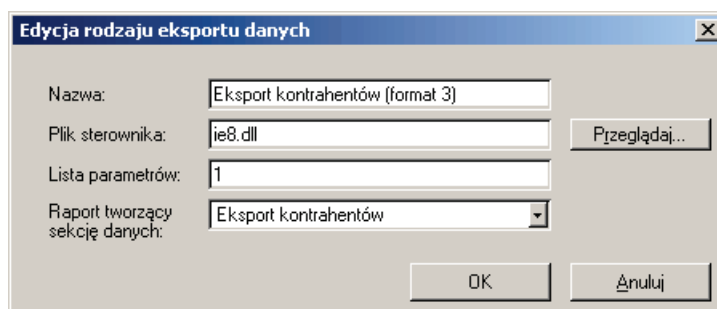 Edycja rodzaju eksportu danych
Nazwa: Eksport kontrahentów (format 3)
Plik sterownika: ie8.dll Przeglądaj...
Lista parametrów: 1
Raport tworzący
sekcję danych: Eksport kontrahentów
OK Anuluj